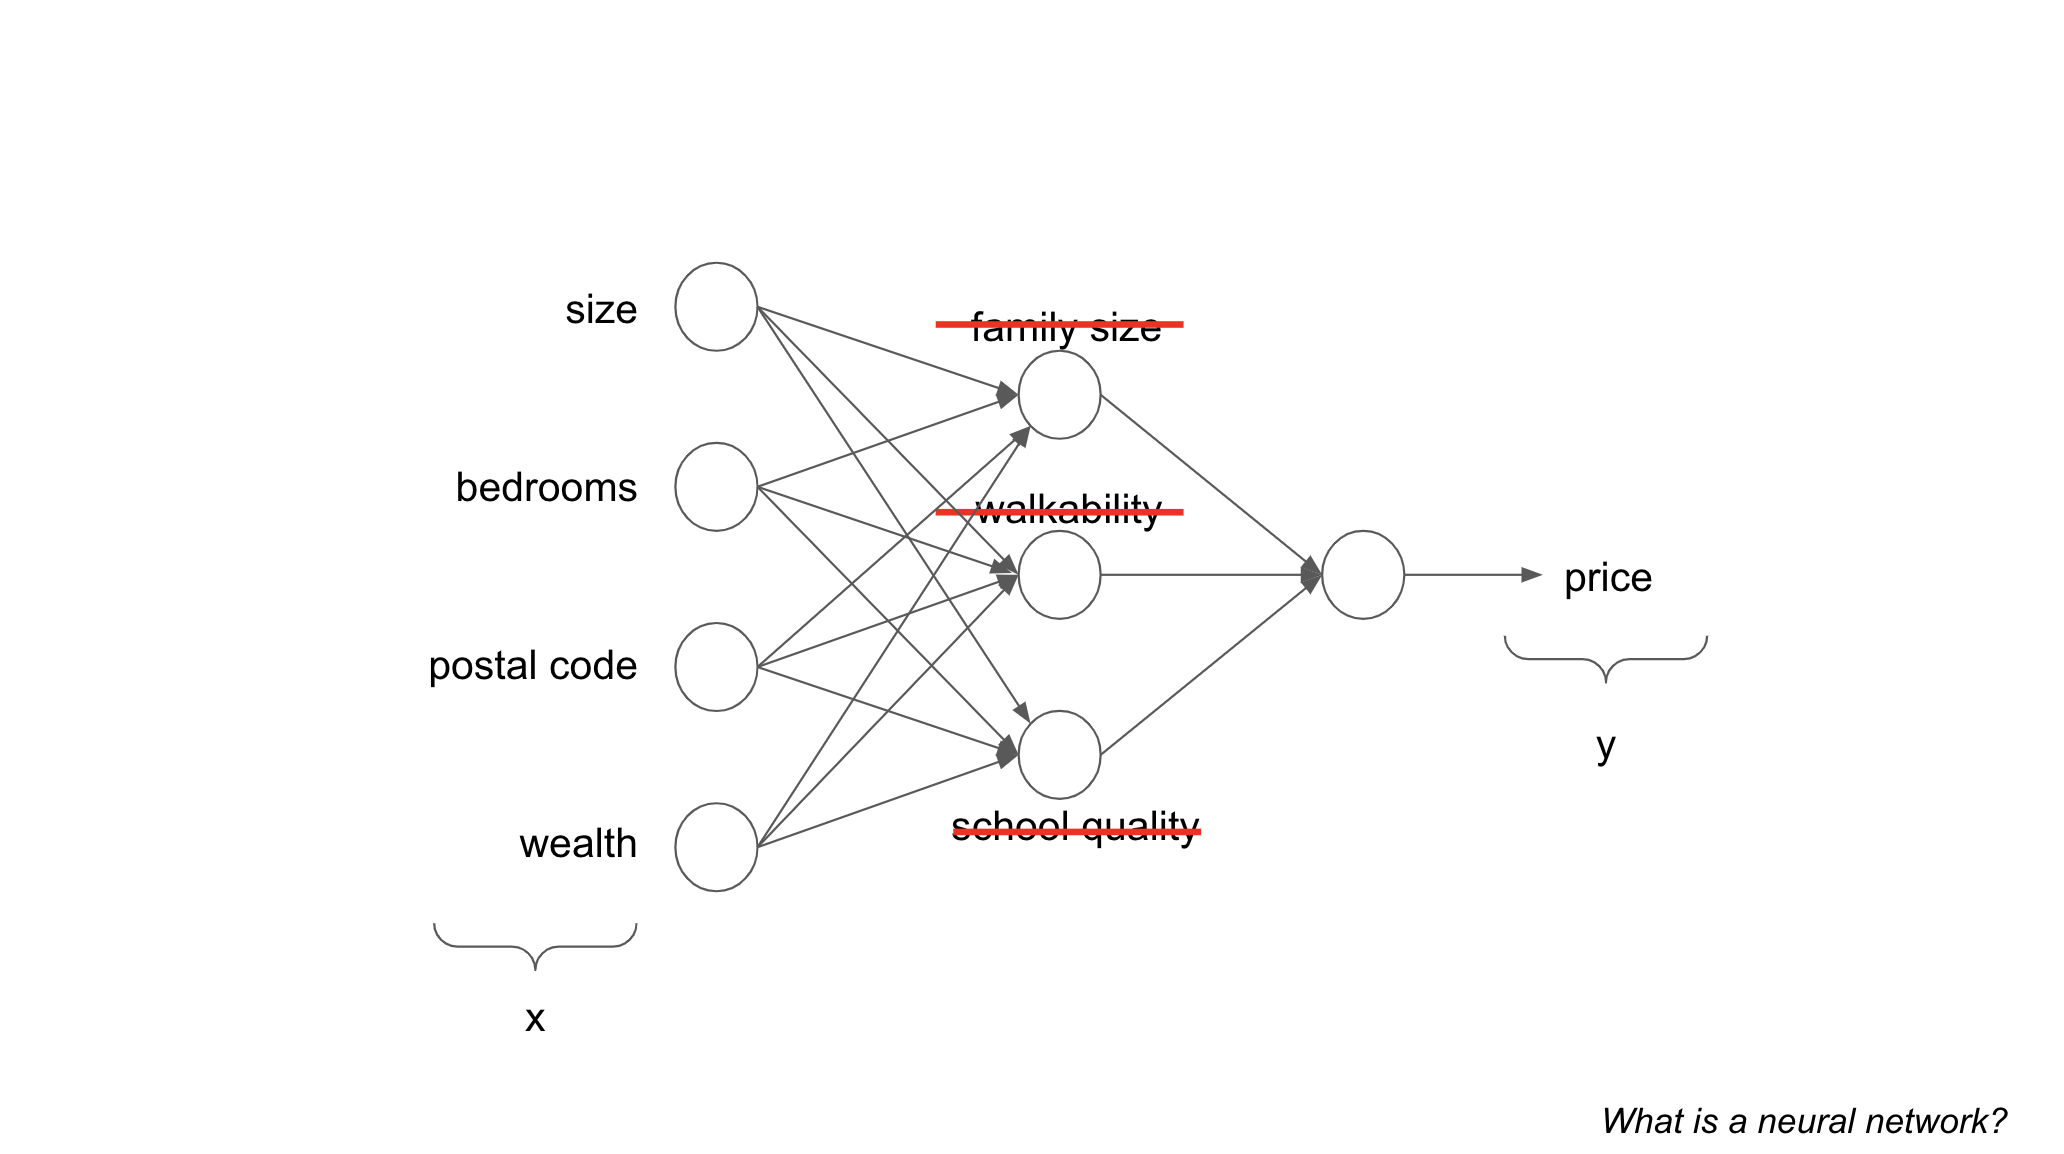 size
bedrooms
postal code
wealth
x
family size
walkability
school quality
price
y
What is a neural network?